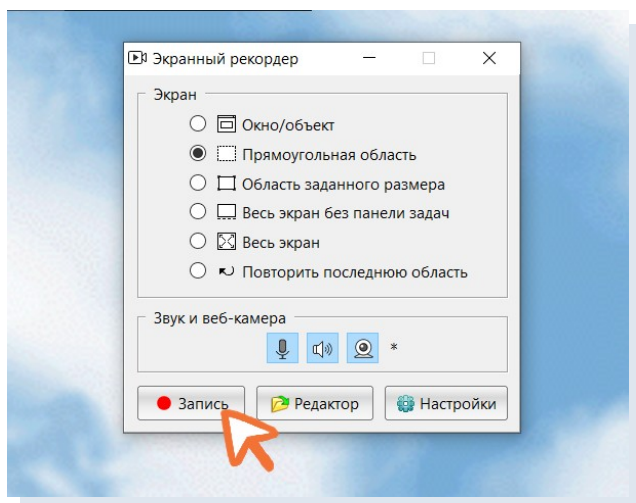 Экранный рекордер
Экран
Окно/объект
Прямоугольная область
Область заданного размера
Весь экран без панели задач
Весь экран
Повторить последнюю область
Звук и веб-камера
*
Запись Редактор Настройки